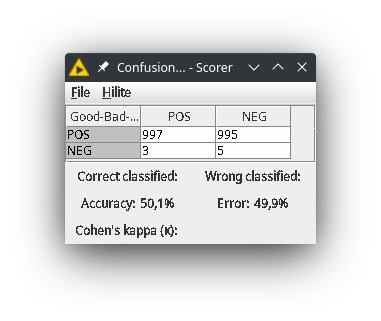 Confusion... - Scorer
File Hilite
Good-Bad-... POS NEG
POS 997 995
NEG 3 5
Correct classified: Wrong classified:
Accuracy: 50,1% Error: 49,9%
Cohen's kappa (κ):